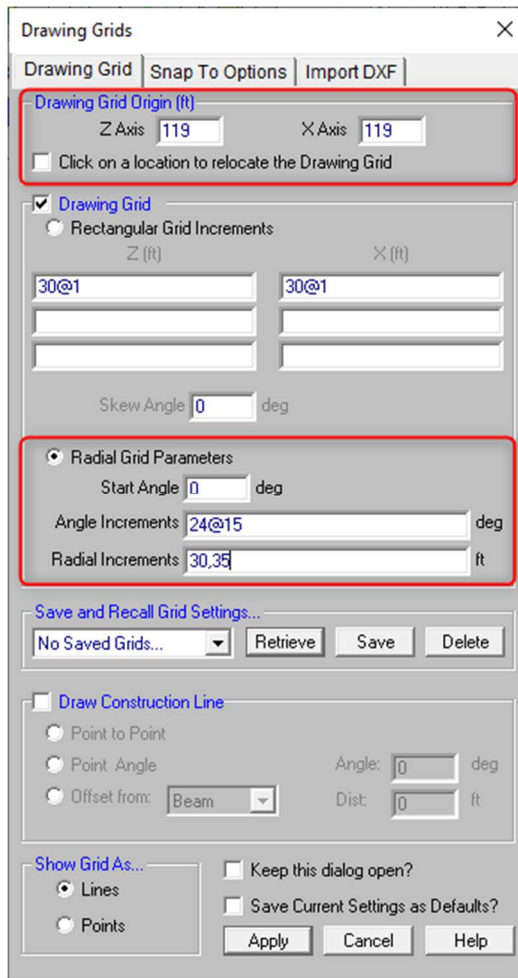 Drawing Grids
Drawing Grid Snap To Options Import DXF
Drawing Grid Origin (ft)
Z Axis 119 X Axis 119
Click on a location to relocate the Drawing Grid
Drawing Grid
Rectangular Grid Increments
Z (ft) X (ft)
30@1 30@1
Skew Angle 0 deg
Radial Grid Parameters
Start Angle 0 deg
Angle Increments 24@15 deg
Radial Increments 30,35 ft
Save and Recall Grid Settings...
No Saved Grids... Retrieve Save Delete
Draw Construction Line
Point to Point
Point Angle Angle: 0 deg
Offset from: Beam Dist: 0 ft
Show Grid As...
Lines
Points
Keep this dialog open?
Save Current Settings as Defaults?
Apply Cancel Help